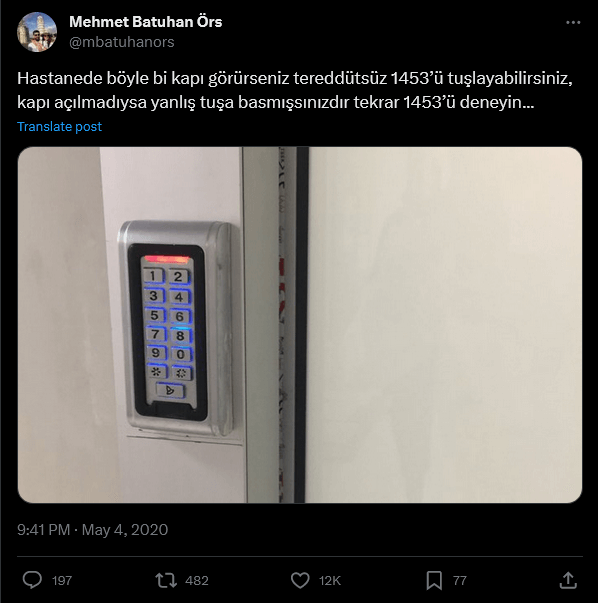 Mehmet Batuhan Örs
@mbatuhanors
Hastanede böyle bi kapı görürseniz tereddütsüz 1453’ü tuşlayabilirsiniz,
kapı açılmadıysa yanlış tuşa basmışsınızdır tekrar 1453’ü deneyin...
Translate post
1 2
3 4
5 6
7 8
9 0
9:41 PM · May 4, 2020
197 482 12K 77